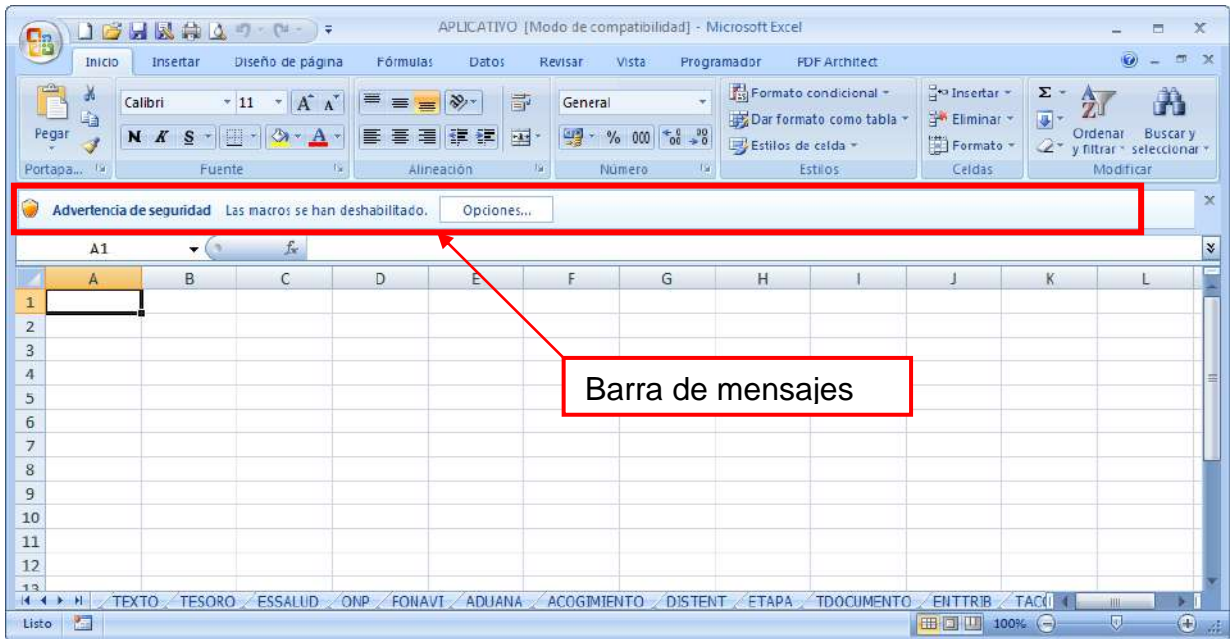 APLICATIVO [Modo de compatibilidad] - Microsoft Excel
Inicio Insertar Diseño de página Fórmulas Datos Revisar Vista Programador PDF Architect
Pegar
Calibri 11 A A
N K S A
General
% 000
Formato condicional
Dar formato como tabla
Estilos de celda
Insertar
Eliminar
Formato
Σ
Ordenar y filtrar
Buscar y seleccionar
Portapa... Fuente Alineación Número Estilos Celdas Modificar
Advertencia de seguridad Las macros se han deshabilitado. Opciones...
A1 fx
A B C D E F G H I J K L
1
2
3
4
Barra de mensajes
5
6
7
8
9
10
11
12
13
TEXTO TESORO ESSALUD ONP FONAVI ADUANA ACOGIMIENTO DISTENT ETAPA TDOCUMENTO ENTTRIB
Listo 100%